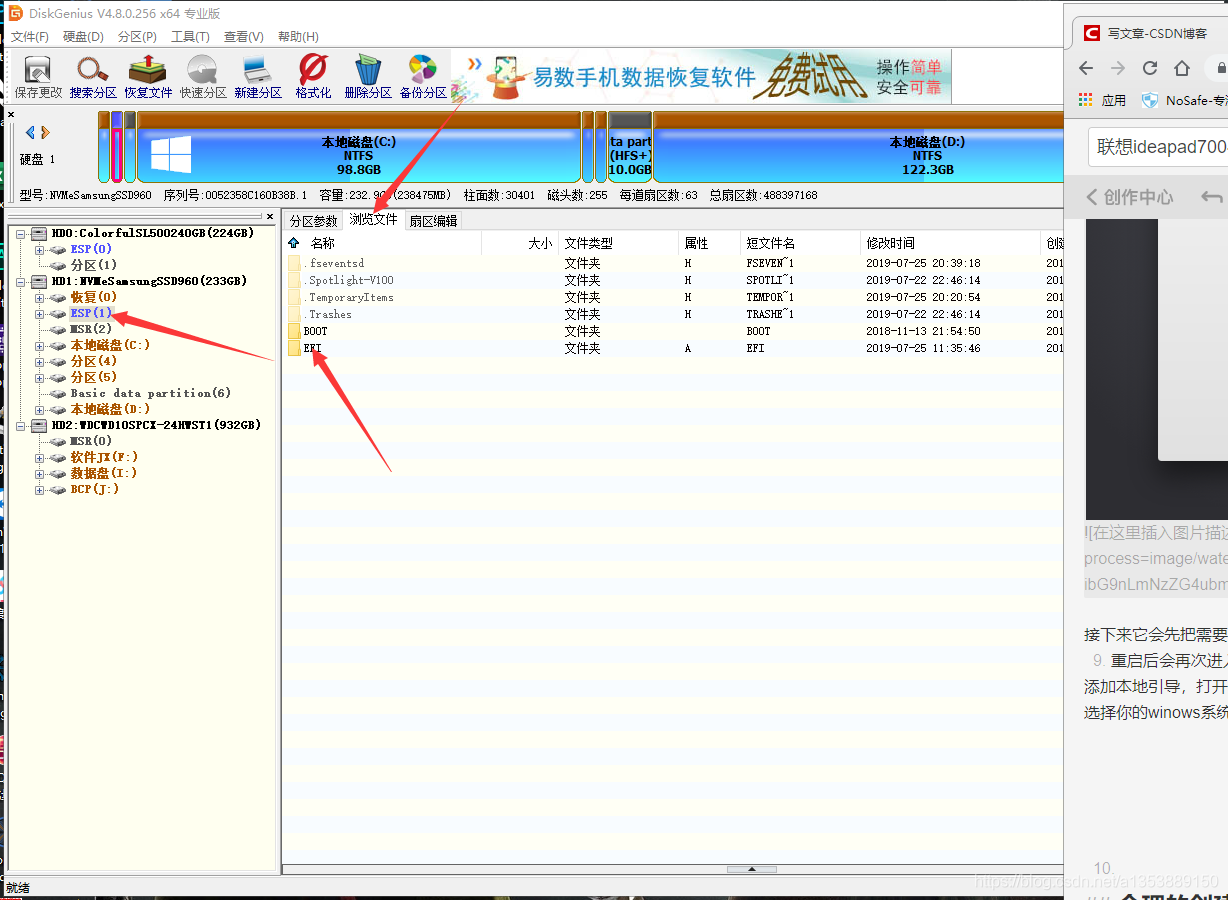 DiskGenius V4.8.0.256 x64 专业版
文件(F) 硬盘(D) 分区(P) 工具(T) 查看(V) 帮助(H)
保存更改 搜索分区 恢复文件 快速分区 新建分区 格式化 删除分区 备份分区
易数手机数据恢复软件 免费试用 操作简单
安全可靠
硬盘 1
本地磁盘(C:)
NTFS
98.8GB
ta part
(HFS+)
10.0GB
本地磁盘(D:)
NTFS
122.3GB
型号:NVMeSamsungSSD960 序列号:0052358C160B38B.1 容量:232.9GB(238475MB) 柱面数:30401 磁头数:255 每道扇区数:63 总扇区数:488397168
HD0:ColorfulSL500240GB(224GB)
ESP(0)
分区(1)
HD1:NVMeSamsungSSD960(233GB)
恢复(0)
ESP(1)
MSR(2)
本地磁盘(C:)
分区(4)
分区(5)
Basic data partition(6)
本地磁盘(D:)
HD2:WDCWD10SPCX-24HWST1(932GB)
MSR(0)
软件JX(F:)
数据盘(I:)
BCP(J:)
分区参数 浏览文件 扇区编辑
名称 大小 文件类型 属性 短文件名 修改时间 创建
.fseventsd 文件夹 H FSEVEN~1 2019-07-25 20:39:18 201
.Spotlight-V100 文件夹 H SPOTLI~1 2019-07-22 22:46:14 201
.TemporaryItems 文件夹 H TEMPOR~1 2019-07-25 20:20:54 201
.Trashes 文件夹 H TRASHE~1 2019-07-22 22:46:14 201
BOOT 文件夹 BOOT 2018-11-13 21:54:50 201
EFI 文件夹 A EFI 2019-07-25 11:35:46 201
就绪
写文章-CSDN博客
应用 NoSafe-专
联想ideapad700
创作中心
![在这里插入图片描述
process=image/wate
ibG9nLmNzZG4ubm
接下来它会先把需要
9. 重启后会再次进入
添加本地引导，打开
选择你的winows系统
10.
https://blog.csdn.net/a1353889150